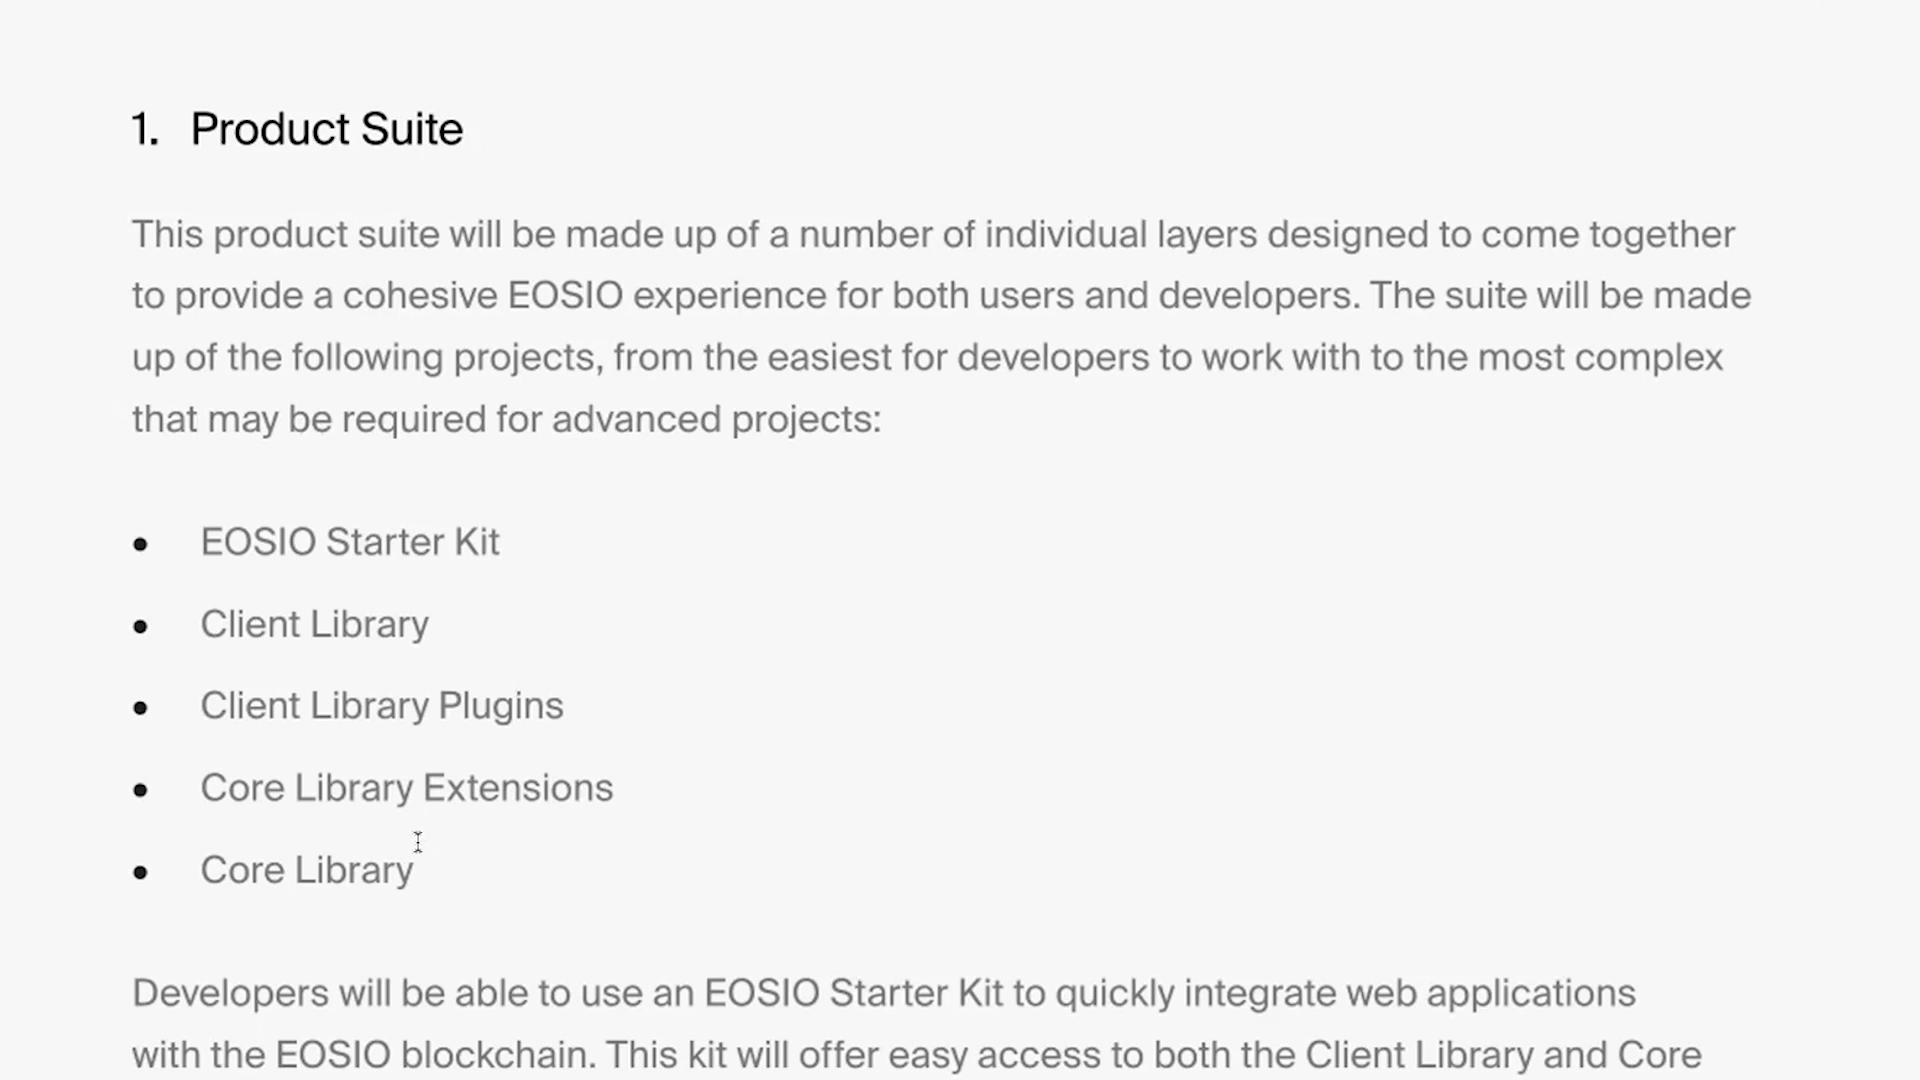 1. Product Suite
This product suite will be made up of a number of individual layers designed to come together
to provide a cohesive EOSIO experience for both users and developers. The suite will be made
up of the following projects, from the easiest for developers to work with to the most complex
that may be required for advanced projects:
• EOSIO Starter Kit
• Client Library
• Client Library Plugins
• Core Library Extensions
• Core Library
Developers will be able to use an EOSIO Starter Kit to quickly integrate web applications
with the EOSIO blockchain. This kit will offer easy access to both the Client Library and Core